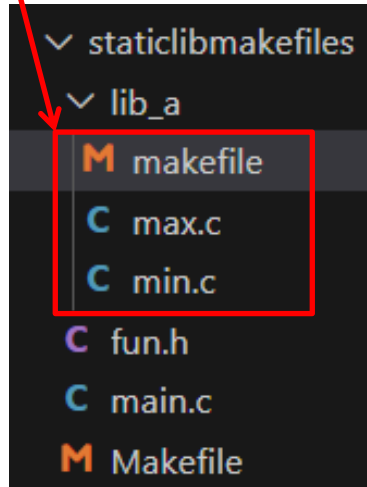 staticlibmakefiles
lib_a
M makefile
C max.c
C min.c
C fun.h
C main.c
M Makefile